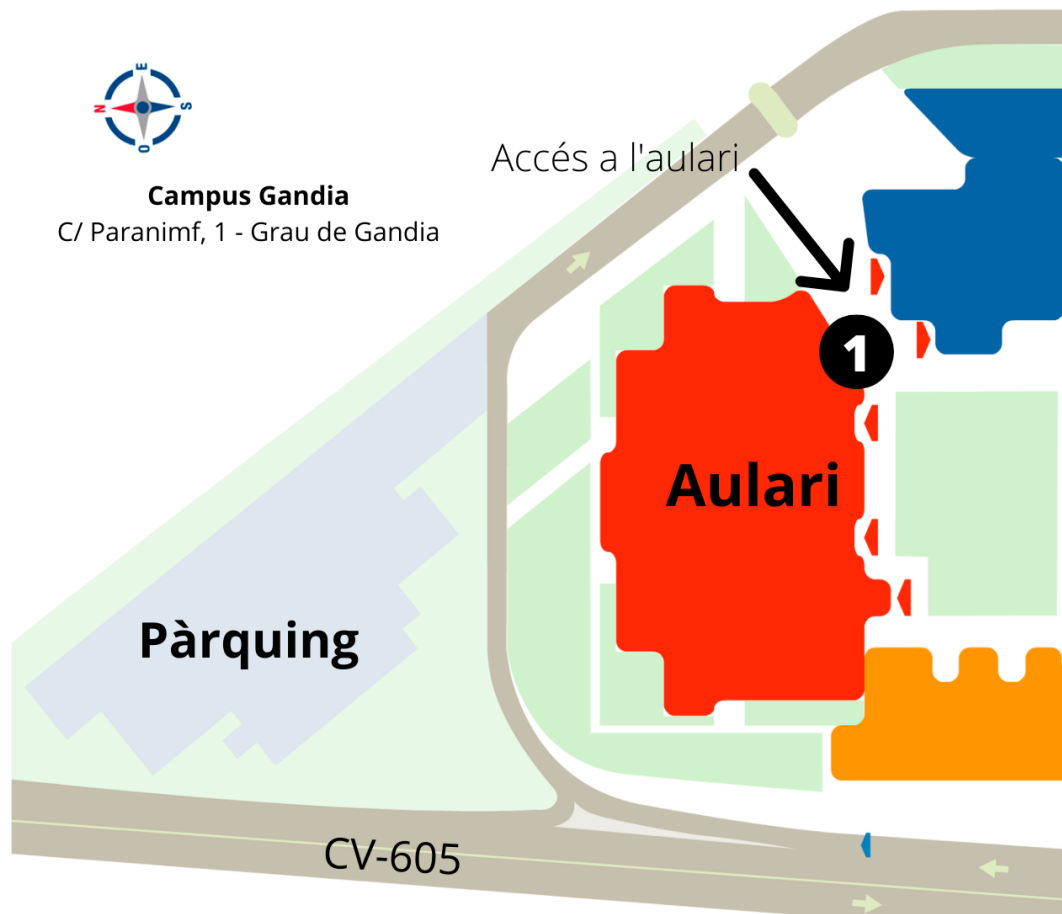 E
N
S
O
Campus Gandia
C/ Paranimf, 1 - Grau de Gandia
Accés a l'aulari
1
Aulari
Pàrquing
CV-605